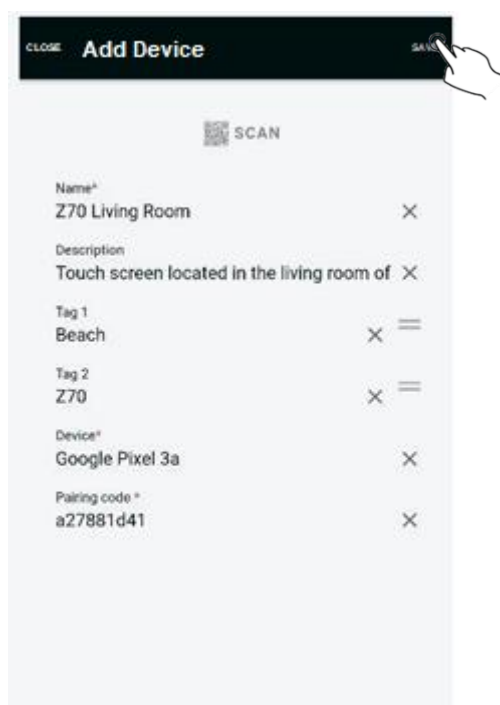 CLOSE Add Device
SCAN
Name*
Z70 Living Room
Description
Touch screen located in the living room of
Tag 1
Beach
Tag 2
Z70
Device*
Google Pixel 3a
Pairing code *
a27881d41